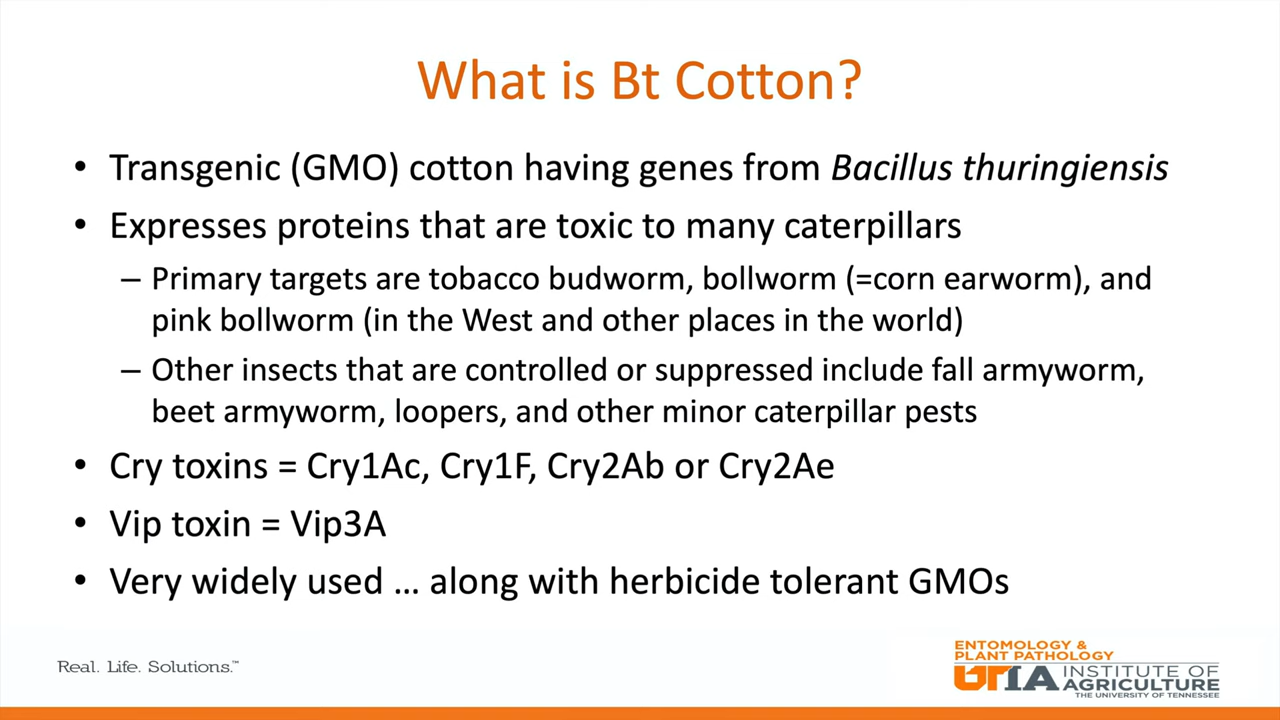 What is Bt Cotton?
• Transgenic (GMO) cotton having genes from Bacillus thuringiensis
• Expresses proteins that are toxic to many caterpillars
– Primary targets are tobacco budworm, bollworm (=corn earworm), and
pink bollworm (in the West and other places in the world)
– Other insects that are controlled or suppressed include fall armyworm,
beet armyworm, loopers, and other minor caterpillar pests
• Cry toxins = Cry1Ac, Cry1F, Cry2Ab or Cry2Ae
• Vip toxin = Vip3A
• Very widely used … along with herbicide tolerant GMOs
Real. Life. Solutions.™
ENTOMOLOGY &
PLANT PATHOLOGY
UTIA INSTITUTE OF
AGRICULTURE
THE UNIVERSITY OF TENNESSEE